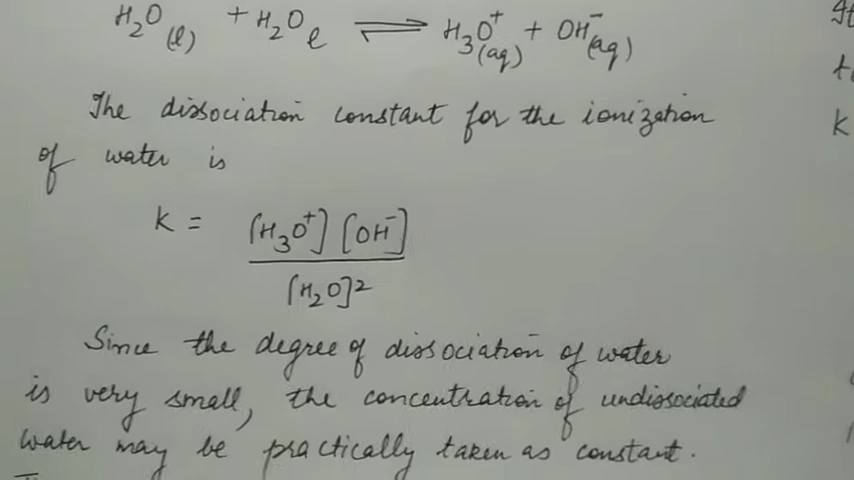 H₂O(l) + H₂O l ⇌ H₃O⁺(aq) + OH⁻(aq)
The dissociation constant for the ionization
of water is
K = [H₃O⁺] [OH⁻]
[H₂O]²
Since the degree of dissociation of water
is very small, the concentration of undissociated
water may be practically taken as constant.
K